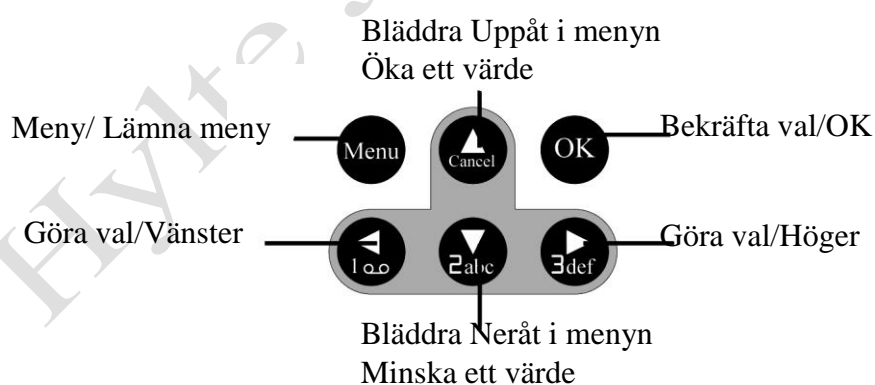 Bläddra Uppåt i menyn
Öka ett värde
Meny/ Lämna meny
Menu
Cancel
OK
Bekräfta val/OK
Göra val/Vänster
1
2abc
3def
Göra val/Höger
Bläddra Neråt i menyn
Minska ett värde
Hylte